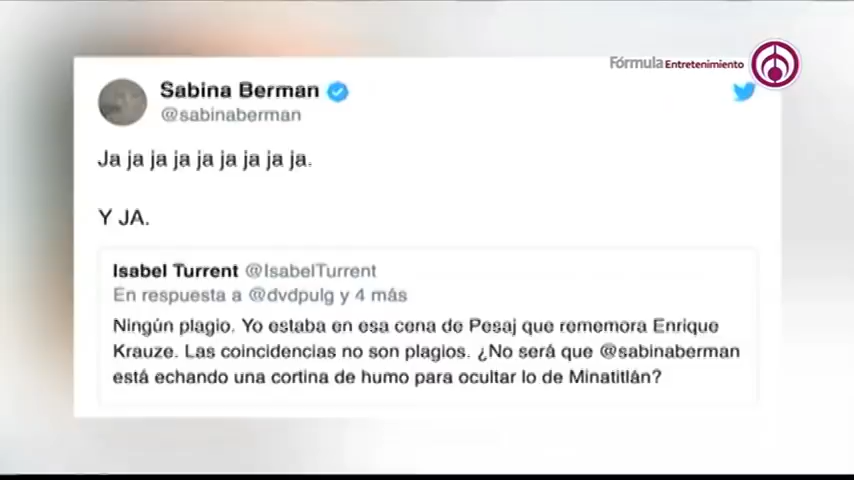 Fórmula Entretenimiento
Sabina Berman
@sabinaberman
Ja ja ja ja ja ja ja ja ja.
Y JA.
Isabel Turrent @IsabelTurrent
En respuesta a @dvdpulg y 4 más
Ningún plagio. Yo estaba en esa cena de Pesaj que rememora Enrique
Krauze. Las coincidencias no son plagios. ¿No será que @sabinaberman
está echando una cortina de humo para ocultar lo de Minatitlán?